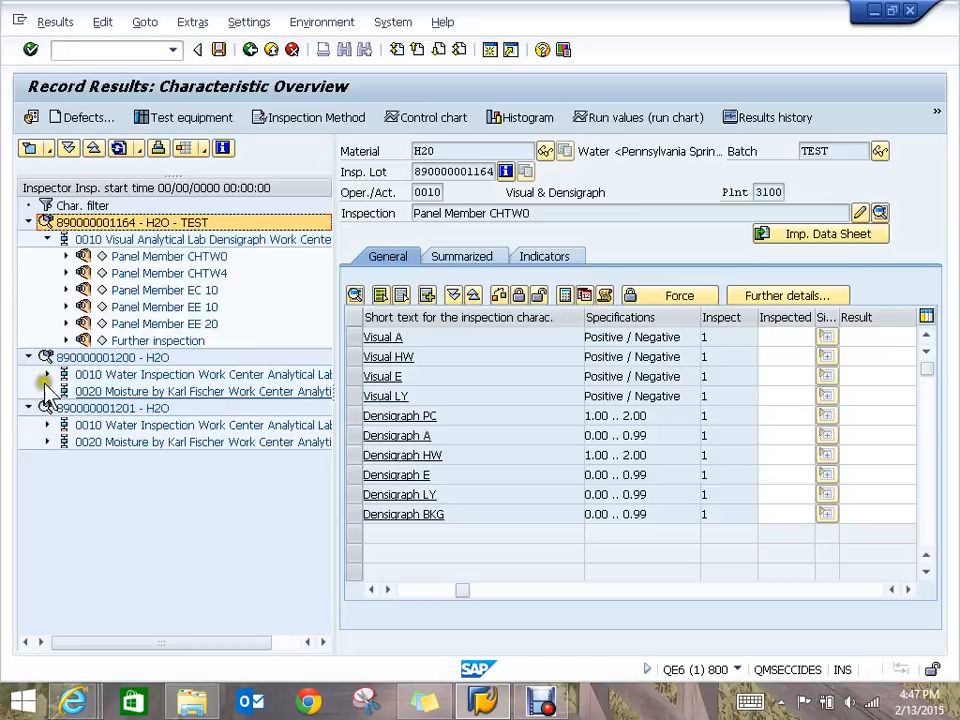 Results Edit Goto Extras Settings Environment System Help
Record Results: Characteristic Overview
Defects... Test equipment Inspection Method Control chart Histogram Run values (run chart) Results history »
Inspector Insp. start time 00/00/0000 00:00:00
Char. filter
890000001164 - H2O - TEST
0010 Visual Analytical Lab Densigraph Work Cente
Panel Member CHTW0
Panel Member CHTW4
Panel Member EC 10
Panel Member EE 10
Panel Member EE 20
Further inspection
890000001200 - H2O
0010 Water Inspection Work Center Analytical Lab
0020 Moisture by Karl Fischer Work Center Analyti
890000001201 - H2O
0010 Water Inspection Work Center Analytical Lab
0020 Moisture by Karl Fischer Work Center Analyti
Material H2O Water <Pennsylvania Sprin... Batch TEST
Insp. Lot 890000001164
Oper./Act. 0010 Visual & Densigraph Plnt 3100
Inspection Panel Member CHTW0
Imp. Data Sheet
General Summarized Indicators
Force Further details...
Short text for the inspection charac. Specifications Inspect Inspected Si... Result
Visual A Positive / Negative 1
Visual HW Positive / Negative 1
Visual E Positive / Negative 1
Visual LY Positive / Negative 1
Densigraph PC 1.00 .. 2.00 1
Densigraph A 0.00 .. 0.99 1
Densigraph HW 1.00 .. 2.00 1
Densigraph E 0.00 .. 0.99 1
Densigraph LY 0.00 .. 0.99 1
Densigraph BKG 0.00 .. 0.99 1
SAP QE6 (1) 800 QMSECCIDES INS
4:47 PM
2/13/2015